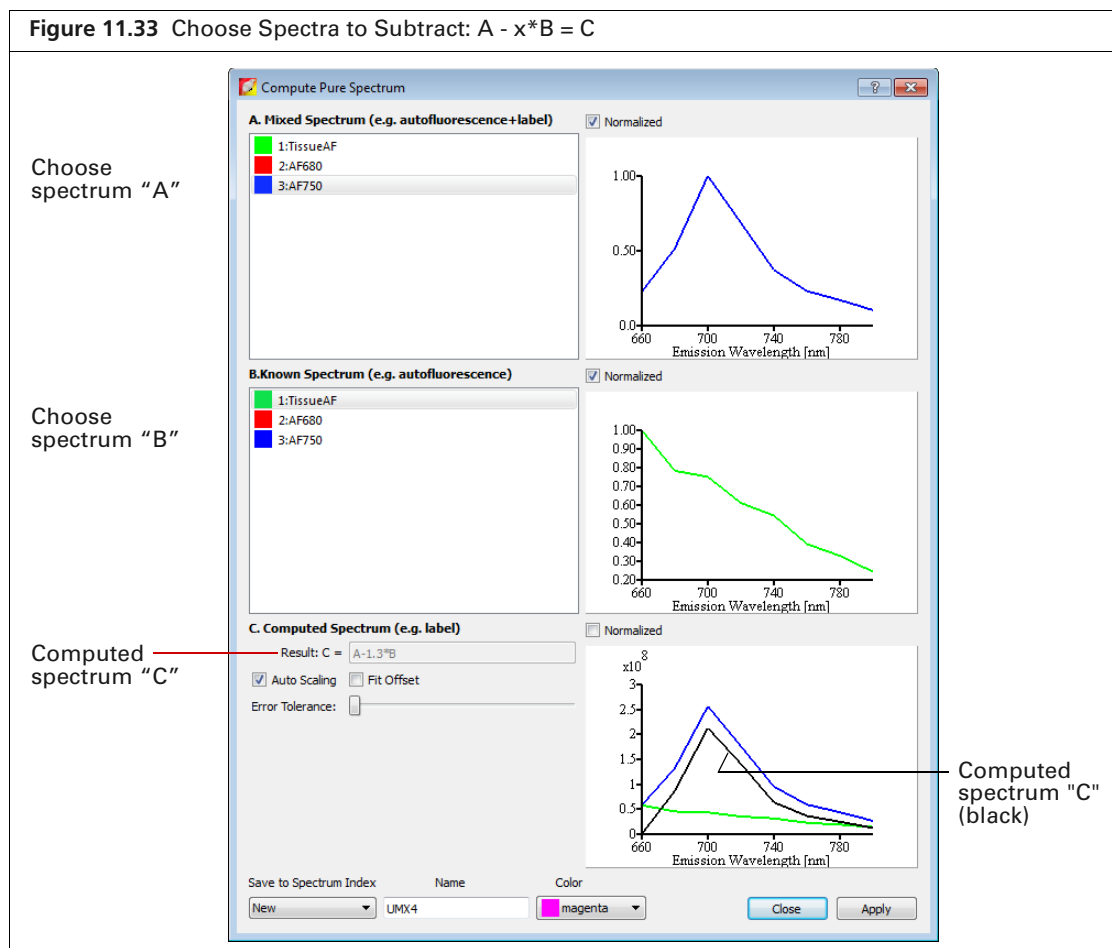 Figure 11.33 Choose Spectra to Subtract: A - x*B = C
Compute Pure Spectrum
?
A. Mixed Spectrum (e.g. autofluorescence+label)
Normalized
Choose
spectrum “A”
1:TissueAF
2:AF680
3:AF750
1.00
0.50
0.0
660
700
740
780
Emission Wavelength [nm]
B.Known Spectrum (e.g. autofluorescence)
Normalized
Choose
spectrum “B”
1:TissueAF
2:AF680
3:AF750
1.00
0.90
0.80
0.70
0.60
0.50
0.40
0.30
0.20
660
700
740
780
Emission Wavelength [nm]
C. Computed Spectrum (e.g. label)
Normalized
Computed
spectrum “C”
Result: C = A-1.3*B
Auto Scaling
Fit Offset
Error Tolerance:
x10 8
3
2.5
2
1.5
1
0.5
0
660
700
740
780
Emission Wavelength [nm]
Computed
spectrum "C"
(black)
Save to Spectrum Index
Name
Color
New
UMX4
magenta
Close
Apply